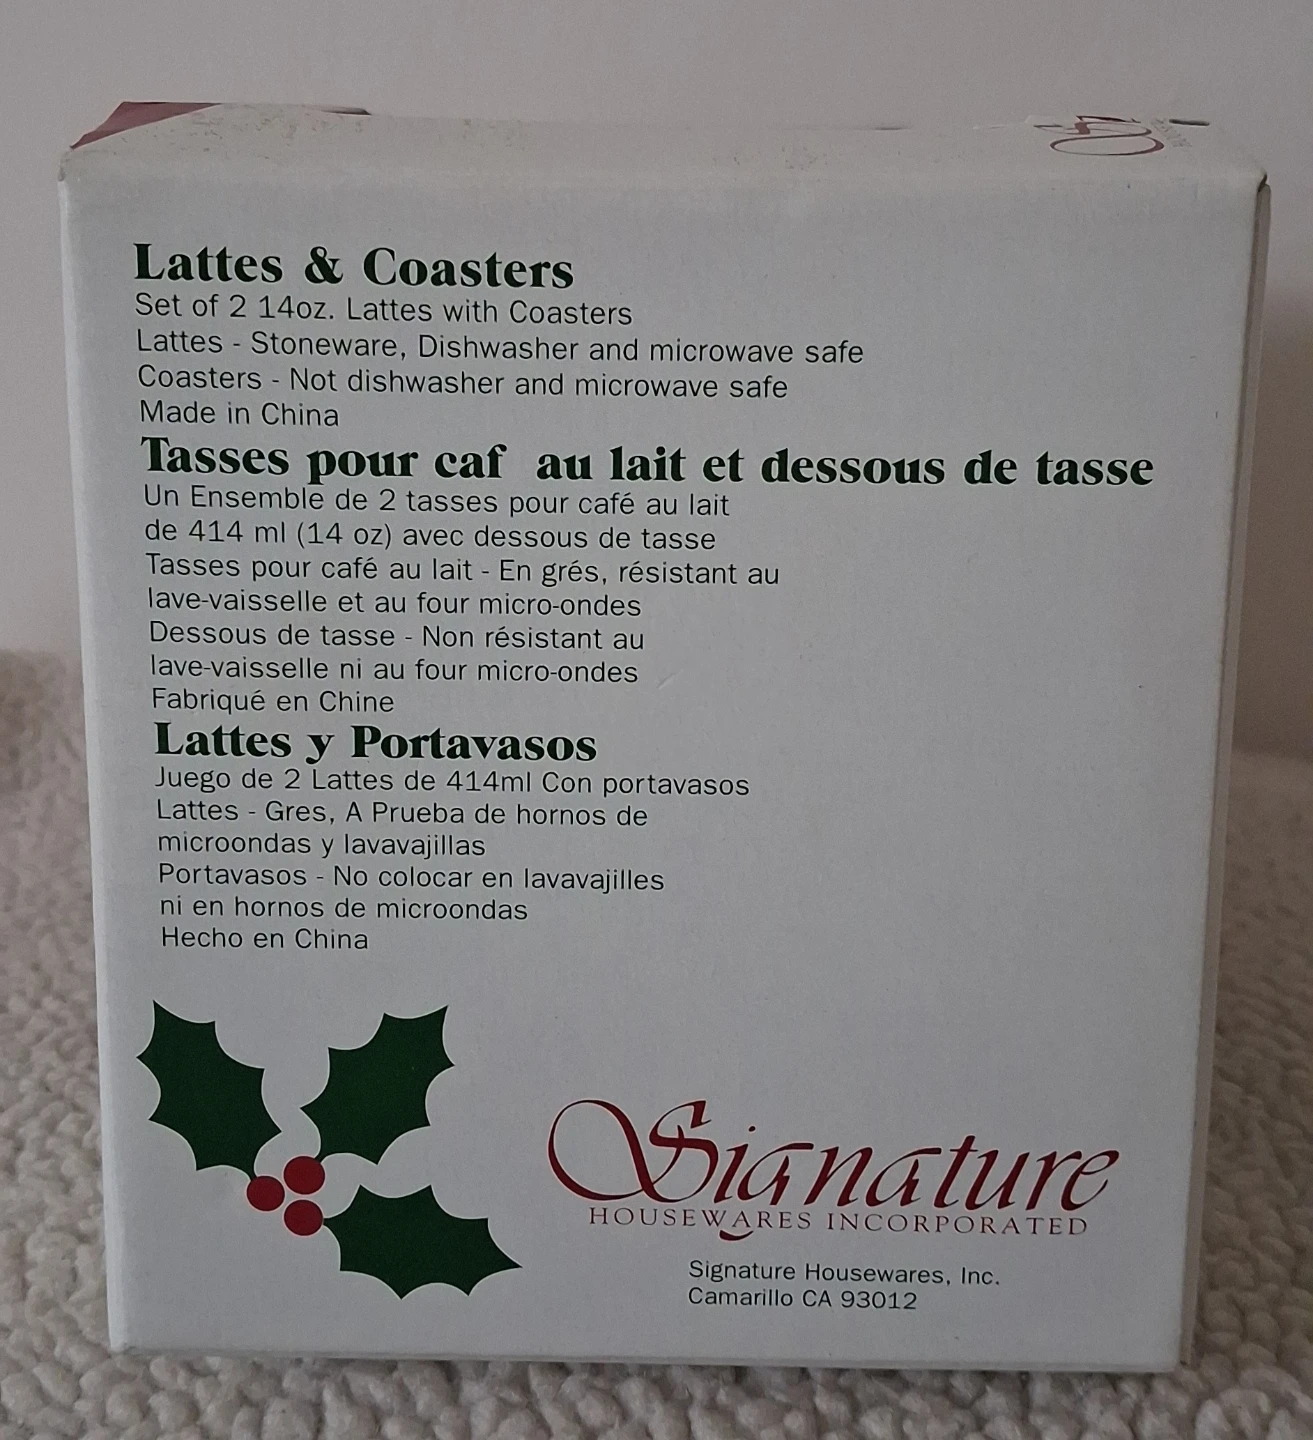 Lattes & Coasters
Set of 2 14oz. Lattes with Coasters
Lattes - Stoneware, Dishwasher and microwave safe
Coasters - Not dishwasher and microwave safe
Made in China
Tasses pour caf  au lait et dessous de tasse
Un Ensemble de 2 tasses pour café au lait
de 414 ml (14 oz) avec dessous de tasse
Tasses pour café au lait - En grés, résistant au
lave-vaisselle et au four micro-ondes
Dessous de tasse - Non résistant au
lave-vaisselle ni au four micro-ondes
Fabriqué en Chine
Lattes y Portavasos
Juego de 2 Lattes de 414ml Con portavasos
Lattes - Gres, A Prueba de hornos de
microondas y lavavajillas
Portavasos - No colocar en lavavajilles
ni en hornos de microondas
Hecho en China
Signature
HOUSEWARES INCORPORATED
Signature Housewares, Inc.
Camarillo CA 93012